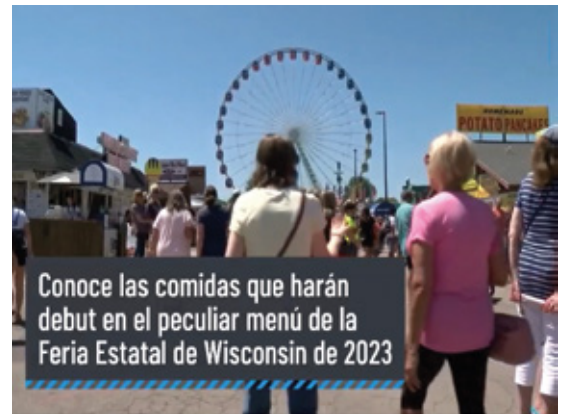 HOMEMADE
POTATO PANCAKES
Conoce las comidas que harán
debut en el peculiar menú de la
Feria Estatal de Wisconsin de 2023